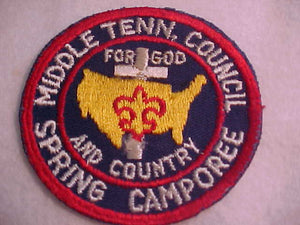 MIDDLE TENN. COUNCIL
FOR GOD
AND COUNTRY
SPRING CAMPOREE